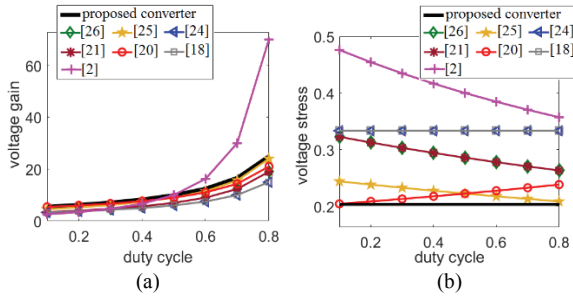 proposed converter
[26] [25] [24]
[21] [20] [18]
[2]
voltage gain
60
40
20
0
0.2 0.4 0.6 0.8
duty cycle
(a)
proposed converter
[26] [25] [24]
[21] [20] [18]
[2]
voltage stress
0.5
0.4
0.3
0.2
0.2 0.4 0.6 0.8
duty cycle
(b)